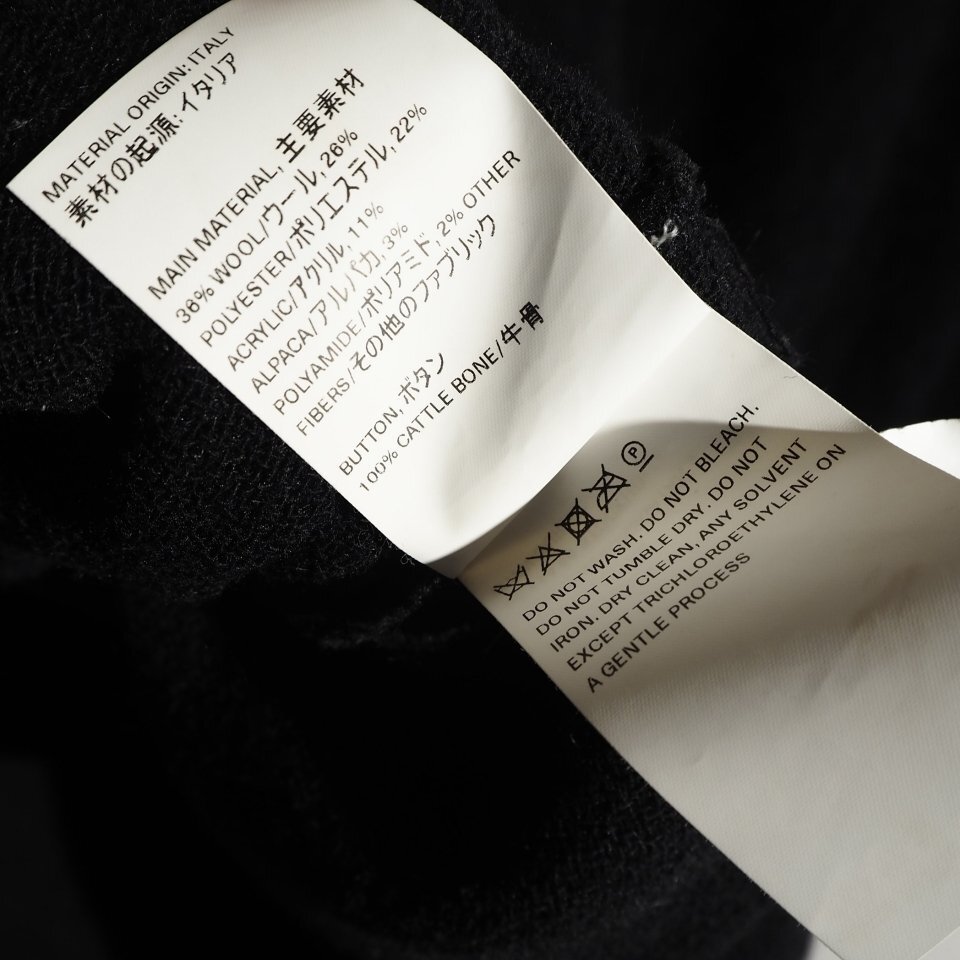 MATERIAL ORIGIN: ITALY
素材の起源: イタリア
MAIN MATERIAL, 主要素材
36% WOOL/ウール, 26%
POLYESTER/ポリエステル, 22%
ACRYLIC/アクリル, 11%
ALPACA/アルパカ, 3%
POLYAMIDE/ポリアミド, 2% OTHER
FIBERS/その他のファブリック
BUTTON, ボタン
100% CATTLE BONE/牛骨
P
DO NOT WASH. DO NOT BLEACH.
DO NOT TUMBLE DRY. DO NOT
IRON. DRY CLEAN, ANY SOLVENT
EXCEPT TRICHLOROETHYLENE ON
A GENTLE PROCESS